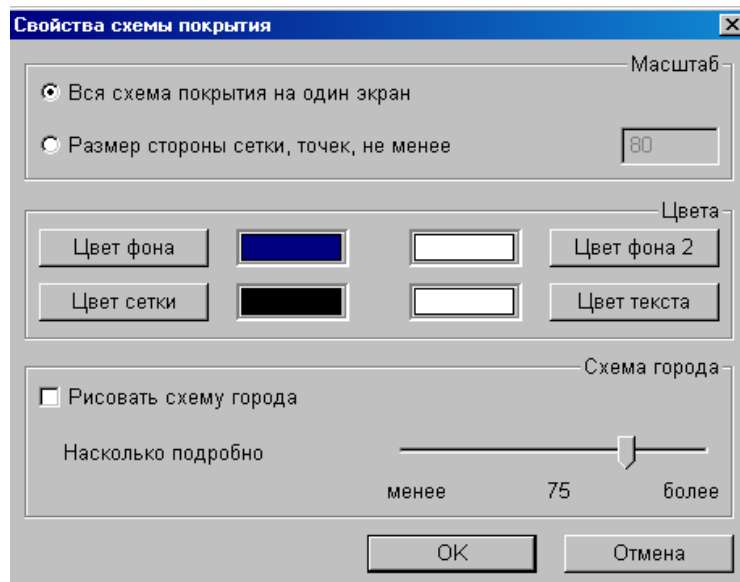 Свойства схемы покрытия
Масштаб
Вся схема покрытия на один экран
Размер стороны сетки, точек, не менее 80
Цвета
Цвет фона Цвет фона 2
Цвет сетки Цвет текста
Схема города
Рисовать схему города
Насколько подробно
менее 75 более
OK Отмена